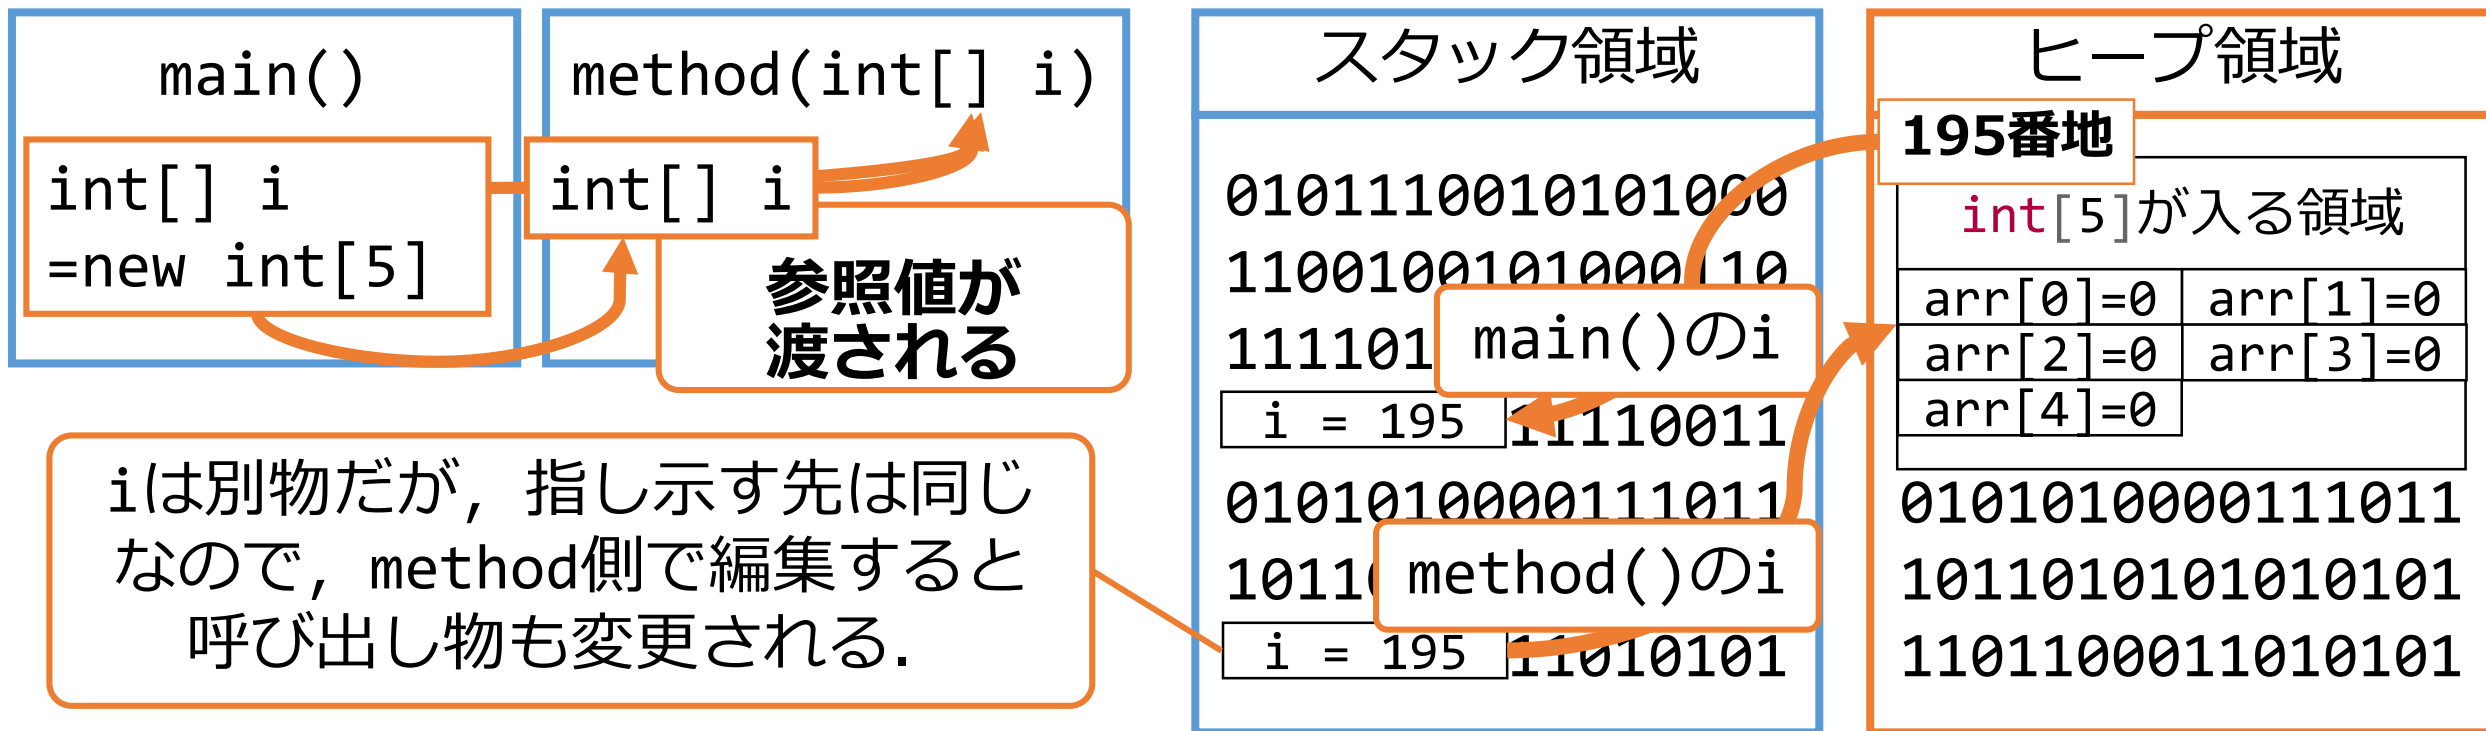 main()
int[] i
=new int[5]
method(int[] i)
int[] i
参照値が
渡される
iは別物だが，指し示す先は同じ
なので，method側で編集すると
呼び出し物も変更される．
スタック領域
0101110010101000
1100100101000110
111101
main()のi
i = 195
11110011
0101010000111011
1011
method()のi
i = 195
11010101
ヒープ領域
195番地
int[5]が入る領域
arr[0]=0 arr[1]=0
arr[2]=0 arr[3]=0
arr[4]=0
0101010000111011
1011010101010101
1101100011010101